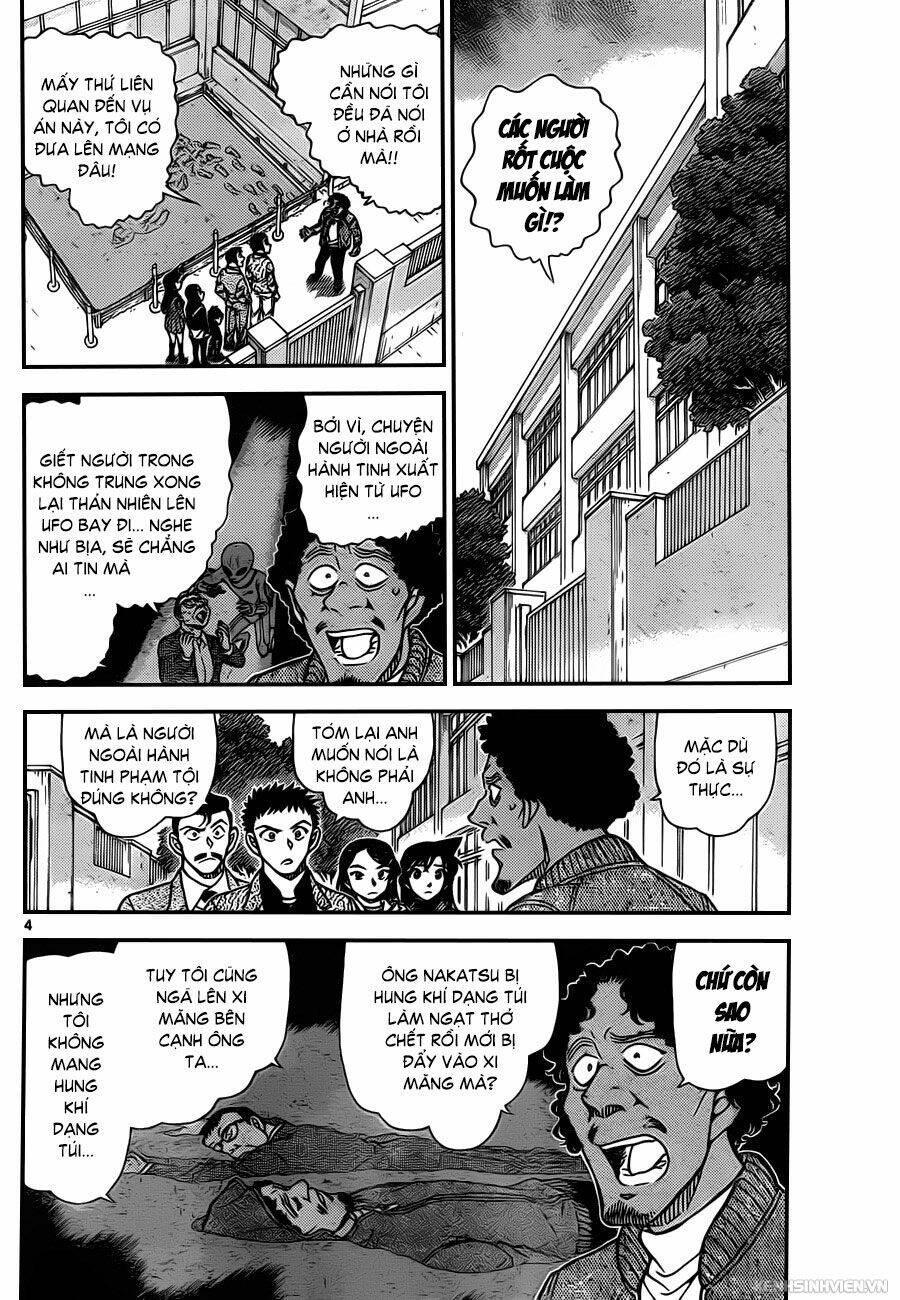 CÁC NGƯỜI
RỐT CUỘC
MUỐN LÀM
GÌ!?
NHỮNG GÌ
CẦN NÓI TÔI
ĐỀU ĐÃ NÓI
Ở NHÀ RỒI
MÀ!!
MẤY THỨ LIÊN
QUAN ĐẾN VỤ
ÁN NÀY, TÔI CÓ
ĐƯA LÊN MẠNG
ĐÂU!
BỞI VÌ, CHUYỆN
NGƯỜI NGOÀI
HÀNH TINH XUẤT
HIỆN TỪ UFO
...
GIẾT NGƯỜI TRONG
KHÔNG TRUNG XONG
LẠI THẢN NHIÊN LÊN
UFO BAY ĐI... NGHE
NHƯ BỊA, SẼ CHẲNG
AI TIN MÀ
...
MẶC DÙ
ĐÓ LÀ SỰ
THỰC...
TÓM LẠI ANH
MUỐN NÓI LÀ
KHÔNG PHẢI
ANH...
MÀ LÀ NGƯỜI
NGOÀI HÀNH
TINH PHẠM TỘI
ĐÚNG KHÔNG?
4
CHỨ CÒN
SAO
NỮA?
ÔNG NAKATSU BỊ
HUNG KHÍ DẠNG TÚI
LÀM NGẠT THỞ
CHẾT RỒI MỚI BỊ
ĐẨY VÀO XI
MĂNG MÀ?
TUY TÔI CŨNG
NGÃ LÊN XI
MĂNG BÊN
CẠNH ÔNG
TA...
NHƯNG
TÔI
KHÔNG
MANG
HUNG
KHÍ
DẠNG
TÚI...
KENHSINHVIEN.VN